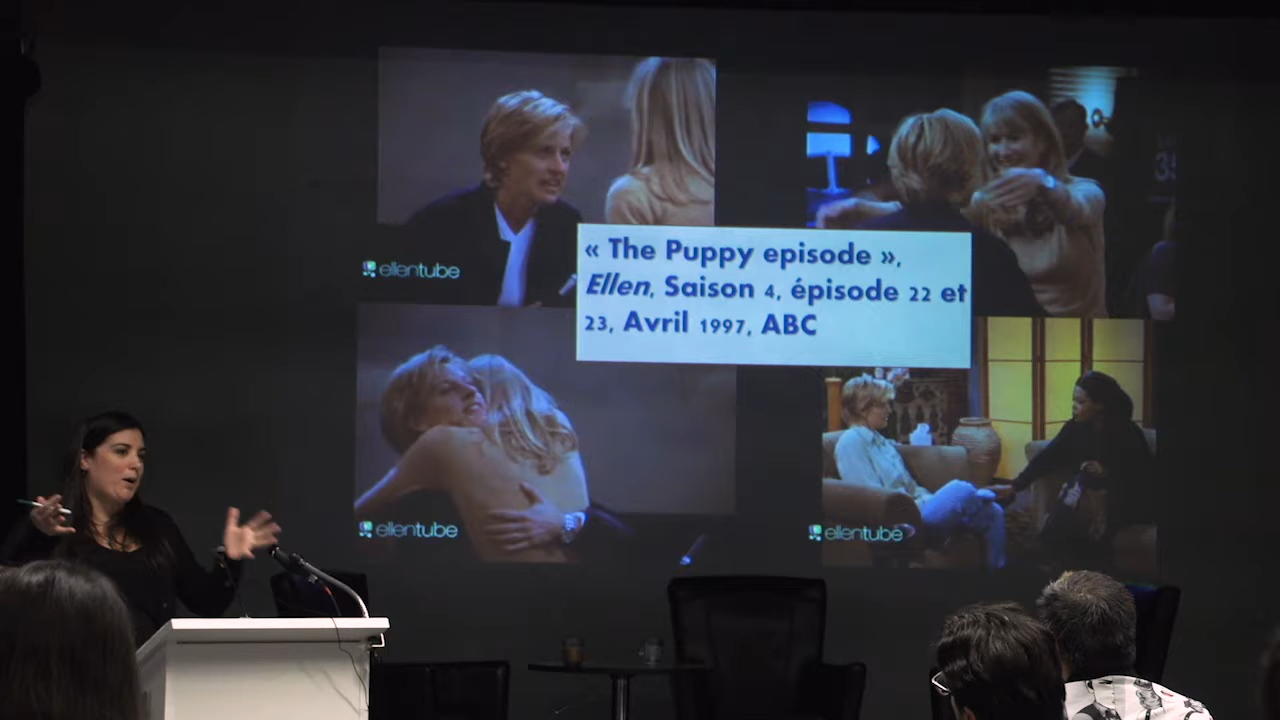 ellentube
« The Puppy episode »,
Ellen, Saison 4, épisode 22 et
23, Avril 1997, ABC
ellentube
ellentube